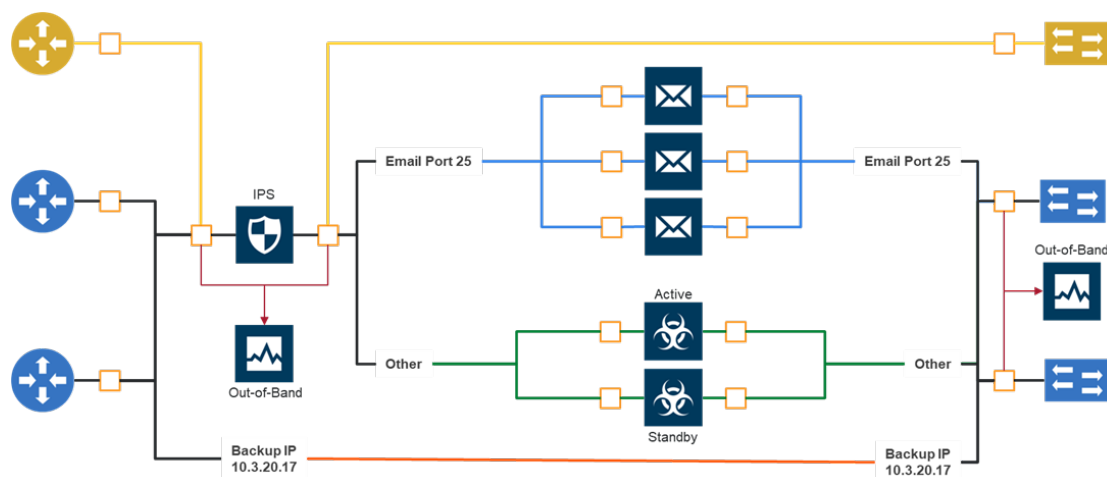 Email Port 25
Email Port 25
IPS
Out-of-Band
Active
Out-of-Band
Other
Other
Standby
Backup IP
10.3.20.17
Backup IP
10.3.20.17